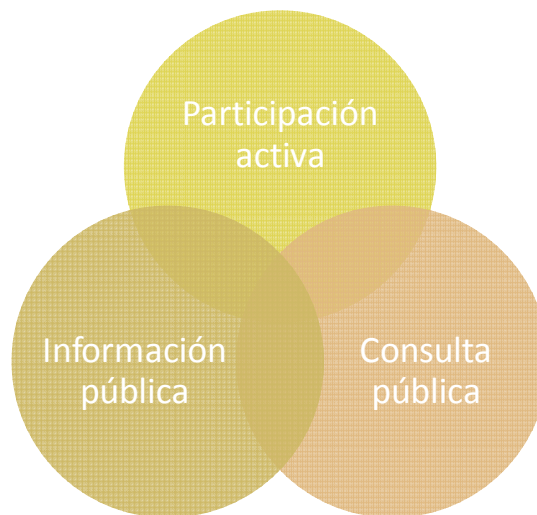 Participación
activa
Información
pública
Consulta
pública